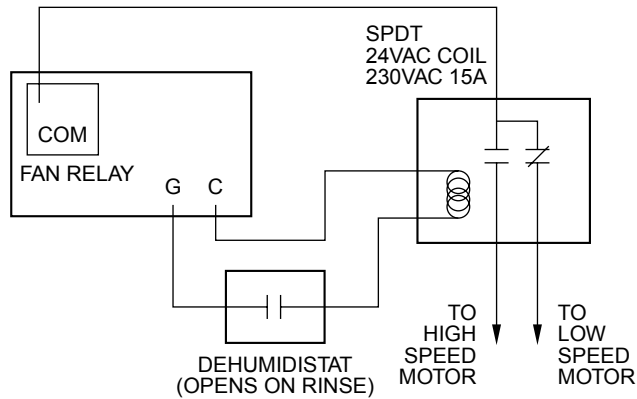 SPDT
24VAC COIL
230VAC 15A
COM
FAN RELAY
G C
DEHUMIDISTAT
(OPENS ON RINSE)
TO
HIGH
SPEED
MOTOR
TO
LOW
SPEED
MOTOR